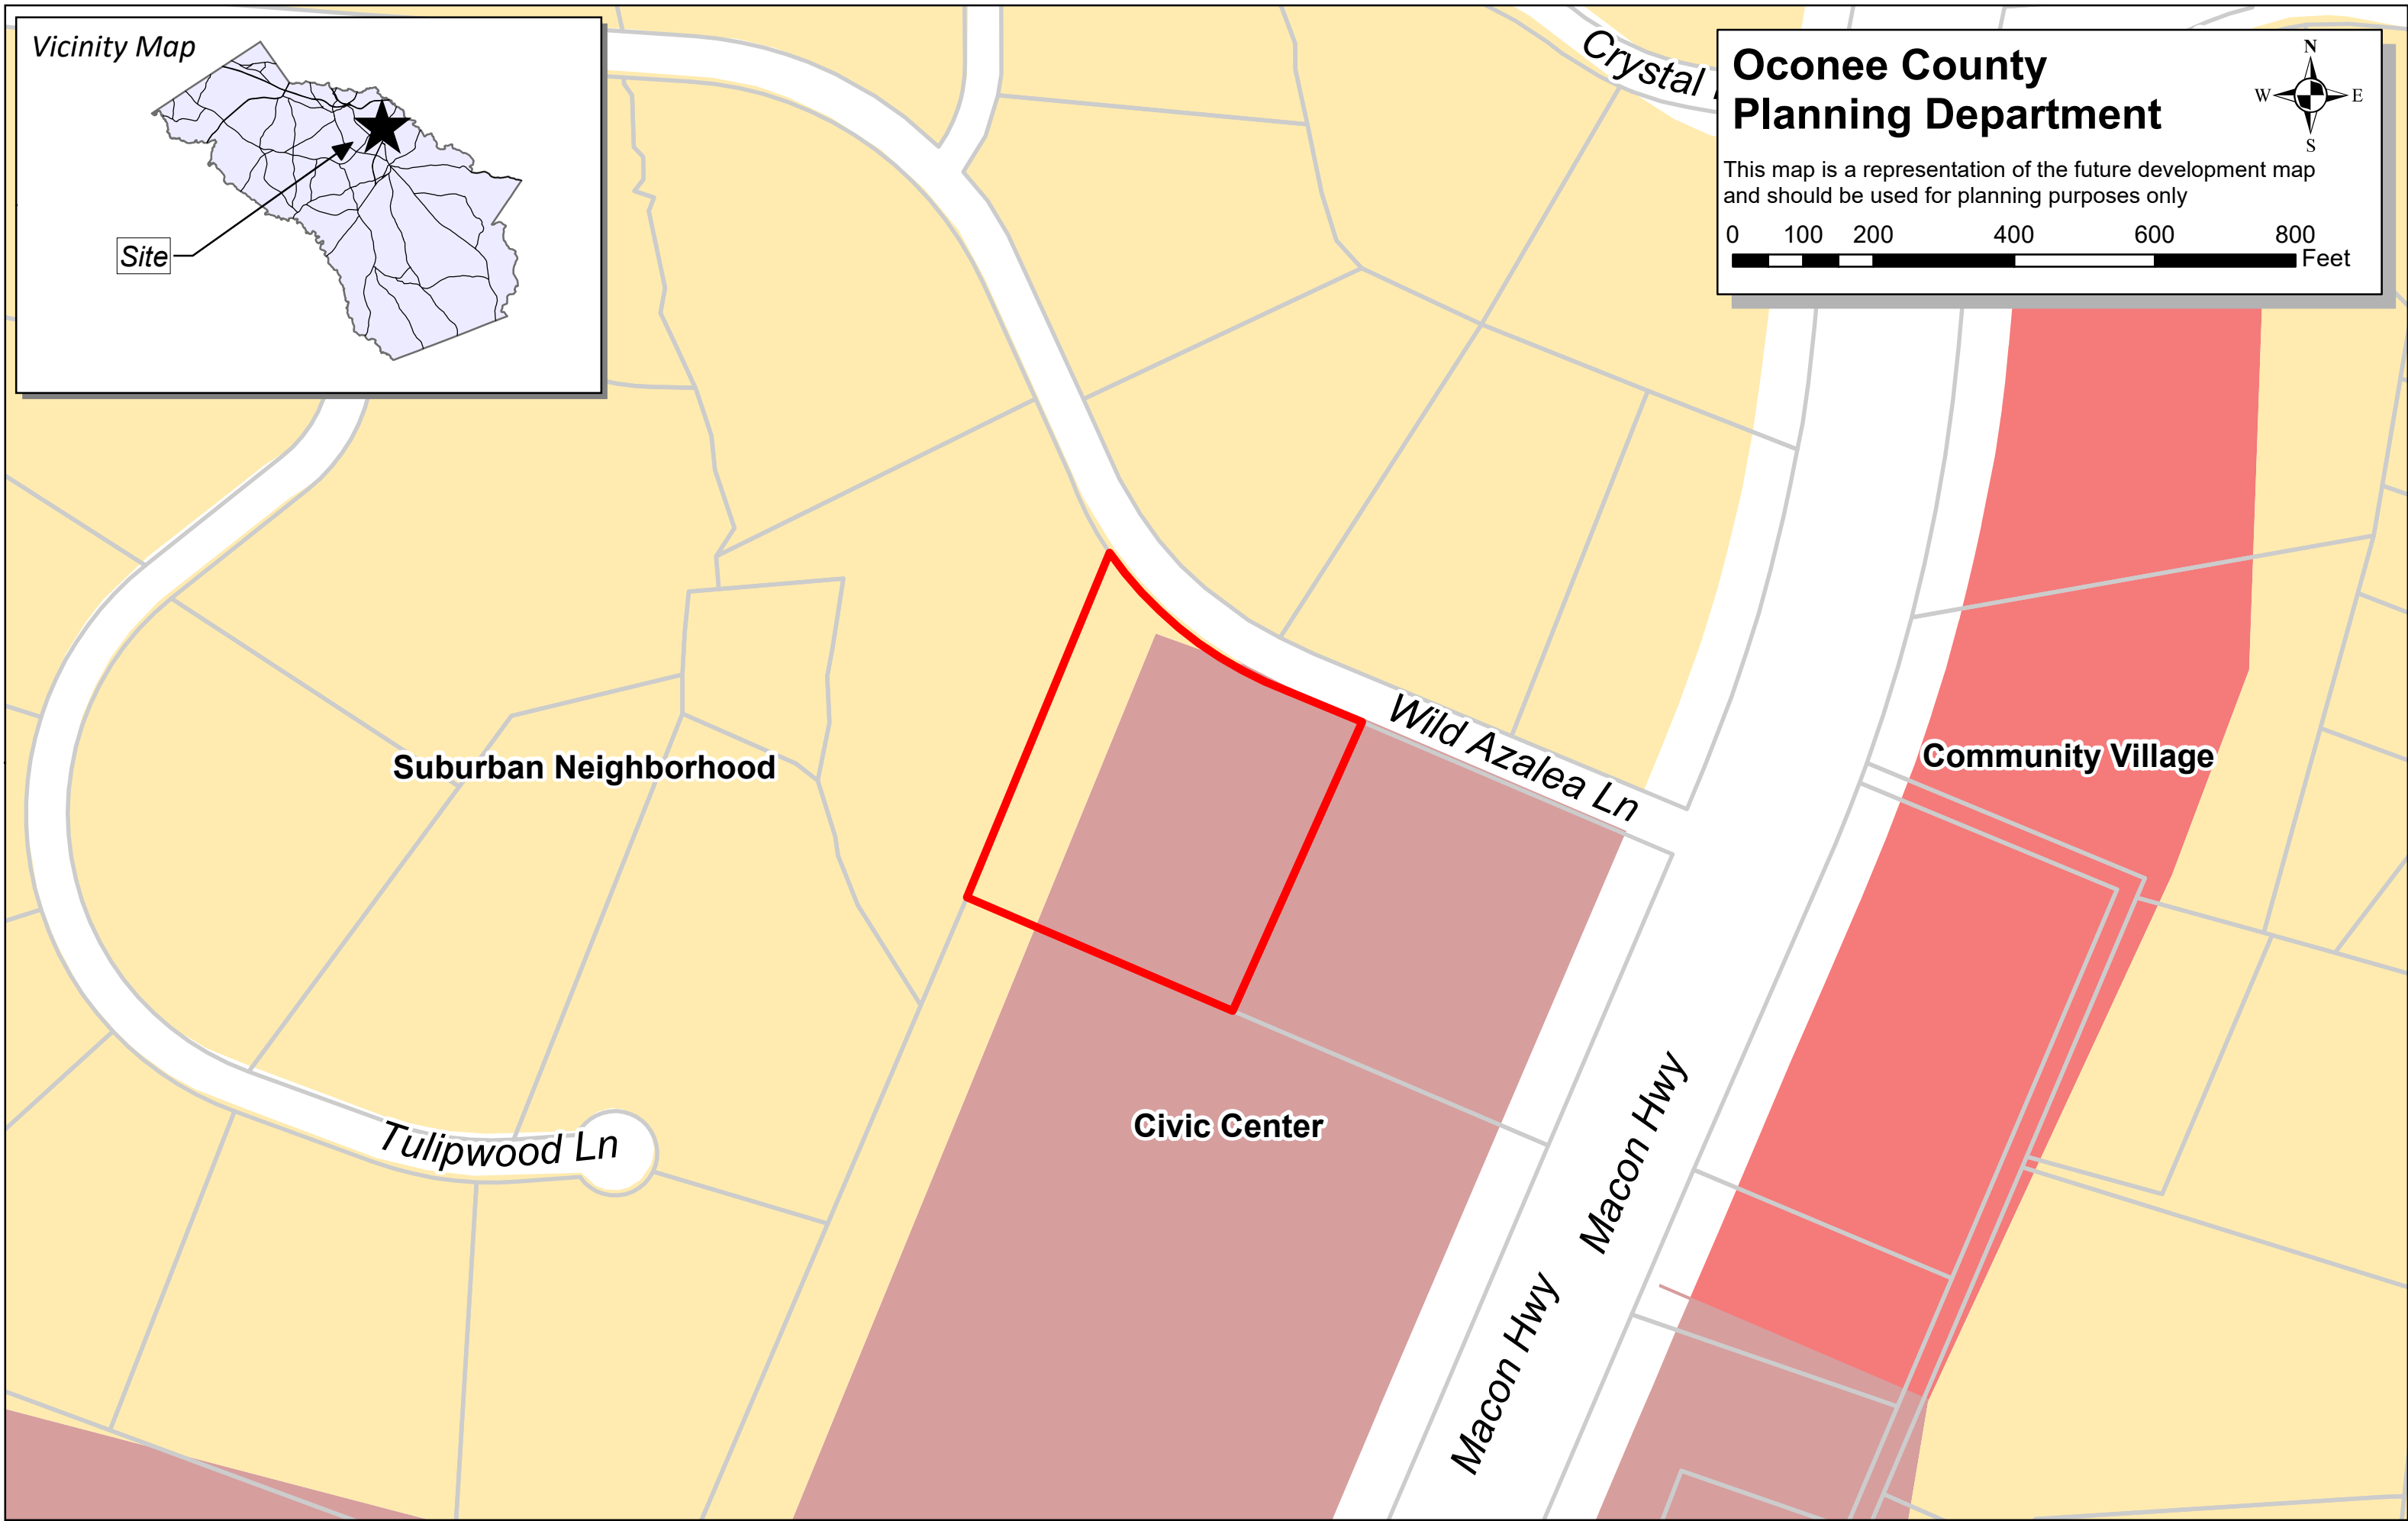 Vicinity Map
Site
Crystal
Oconee County
Planning Department
N
W
E
S
This map is a representation of the future development map
and should be used for planning purposes only
0 100 200 400 600 800
Feet
Wild Azalea Ln
Suburban Neighborhood
Community Village
Civic Center
Tulipwood Ln
Macon Hwy
Macon Hwy